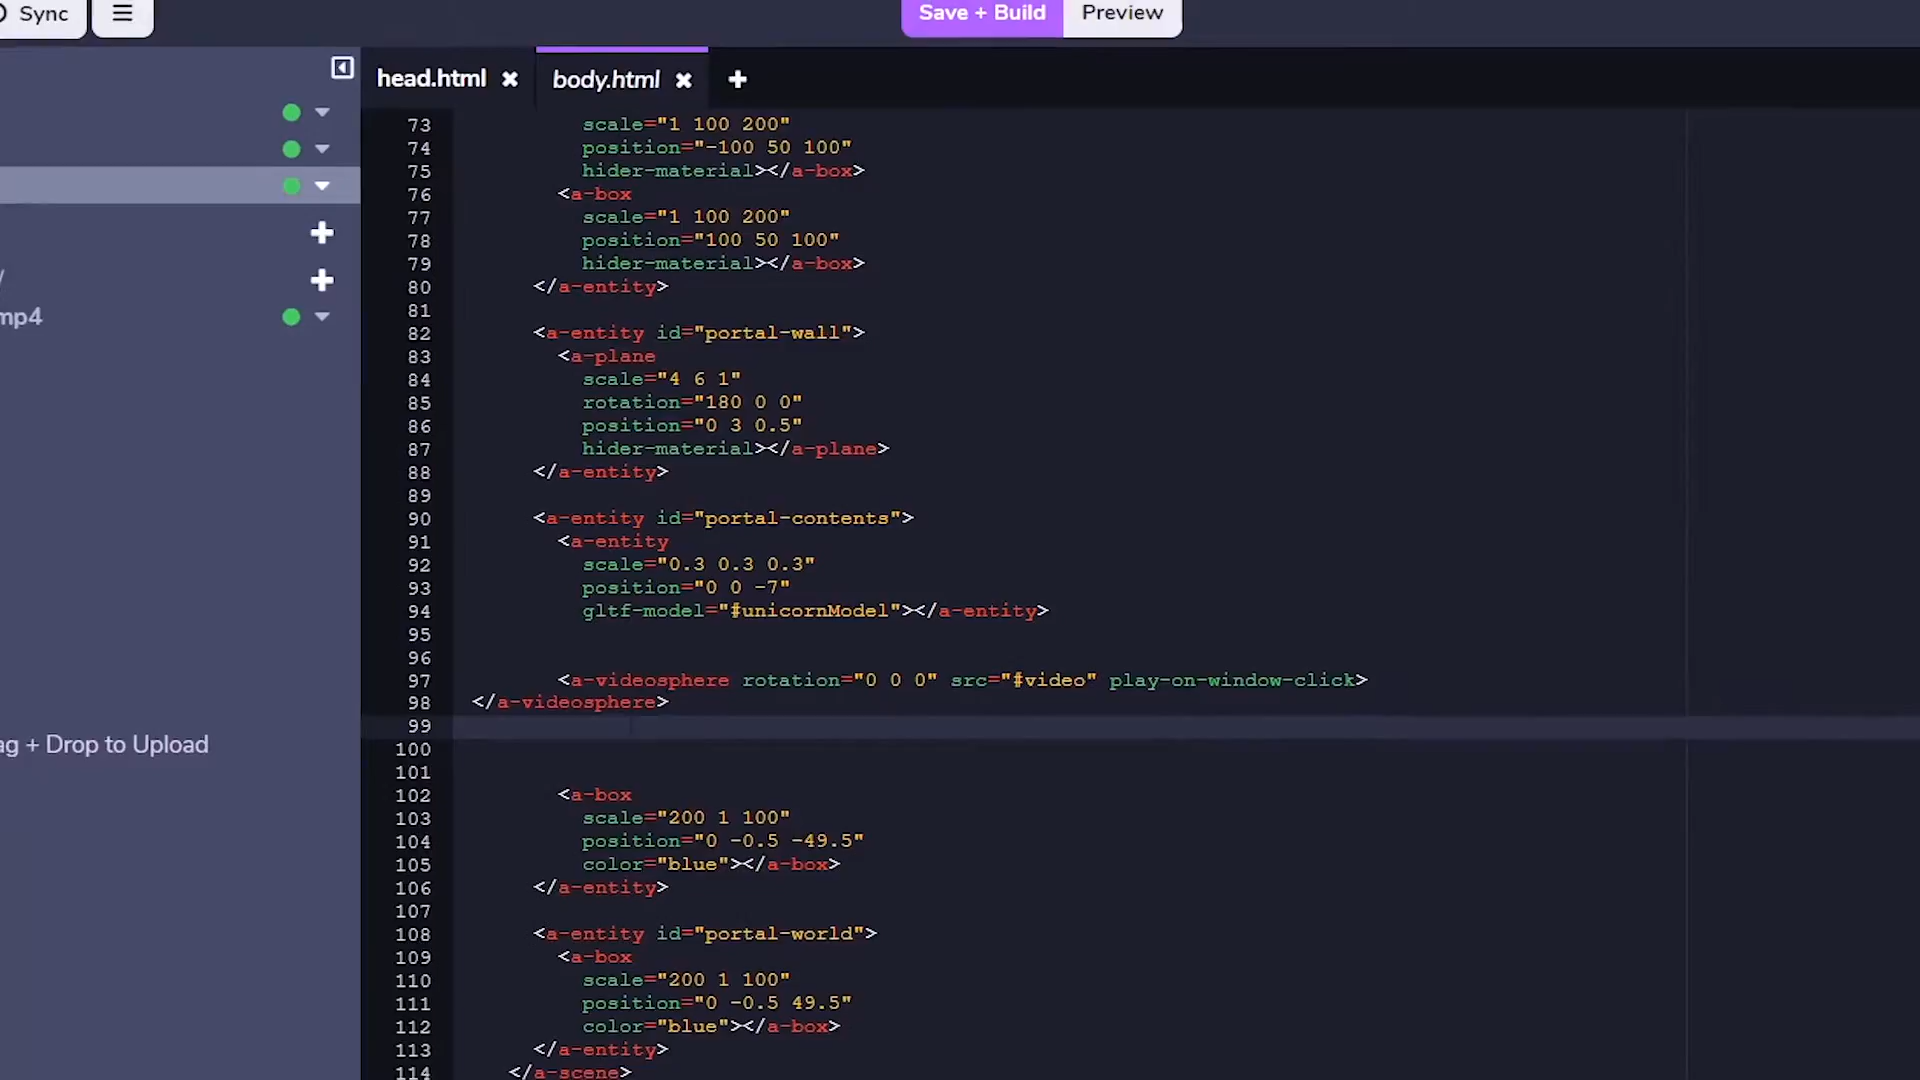 Sync
Save + Build
Preview
head.html
body.html
mp4
ag + Drop to Upload
73 scale="1 100 200"
74 position="-100 50 100"
75 hider-material></a-box>
76 <a-box
77 scale="1 100 200"
78 position="100 50 100"
79 hider-material></a-box>
80 </a-entity>
81
82 <a-entity id="portal-wall">
83 <a-plane
84 scale="4 6 1"
85 rotation="180 0 0"
86 position="0 3 0.5"
87 hider-material></a-plane>
88 </a-entity>
89
90 <a-entity id="portal-contents">
91 <a-entity
92 scale="0.3 0.3 0.3"
93 position="0 0 -7"
94 gltf-model="#unicornModel"></a-entity>
95
96
97 <a-videosphere rotation="0 0 0" src="#video" play-on-window-click>
98 </a-videosphere>
99
100
101
102 <a-box
103 scale="200 1 100"
104 position="0 -0.5 -49.5"
105 color="blue"></a-box>
106 </a-entity>
107
108 <a-entity id="portal-world">
109 <a-box
110 scale="200 1 100"
111 position="0 -0.5 49.5"
112 color="blue"></a-box>
113 </a-entity>
114 </a-scene>